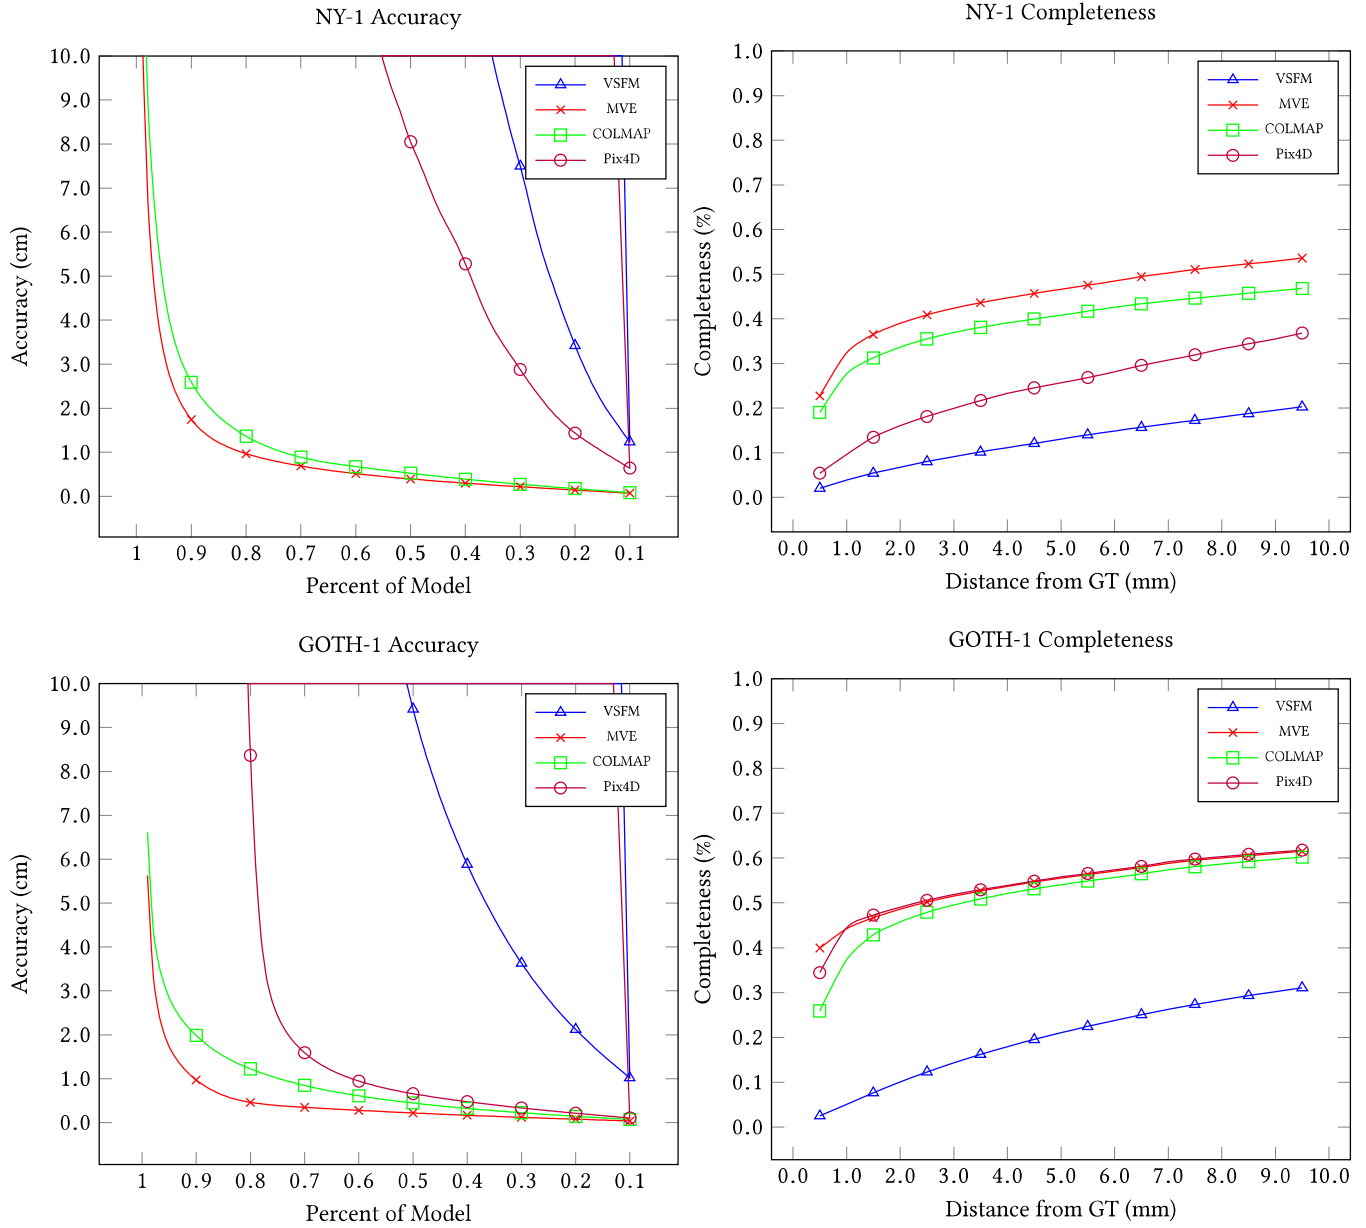 NY-1 Accuracy
10.0
9.0
8.0
7.0
6.0
5.0
4.0
3.0
2.0
1.0
0.0
Accuracy (cm)
VSFM
MVE
COLMAP
Pix4D
1 0.9 0.8 0.7 0.6 0.5 0.4 0.3 0.2 0.1
Percent of Model
NY-1 Completeness
1.0
0.9
0.8
0.7
0.6
0.5
0.4
0.3
0.2
0.1
0.0
Completeness (%)
VSFM
MVE
COLMAP
Pix4D
0.0 1.0 2.0 3.0 4.0 5.0 6.0 7.0 8.0 9.0 10.0
Distance from GT (mm)
GOTH-1 Accuracy
10.0
9.0
8.0
7.0
6.0
5.0
4.0
3.0
2.0
1.0
0.0
Accuracy (cm)
VSFM
MVE
COLMAP
Pix4D
1 0.9 0.8 0.7 0.6 0.5 0.4 0.3 0.2 0.1
Percent of Model
GOTH-1 Completeness
1.0
0.9
0.8
0.7
0.6
0.5
0.4
0.3
0.2
0.1
0.0
Completeness (%)
VSFM
MVE
COLMAP
Pix4D
0.0 1.0 2.0 3.0 4.0 5.0 6.0 7.0 8.0 9.0 10.0
Distance from GT (mm)